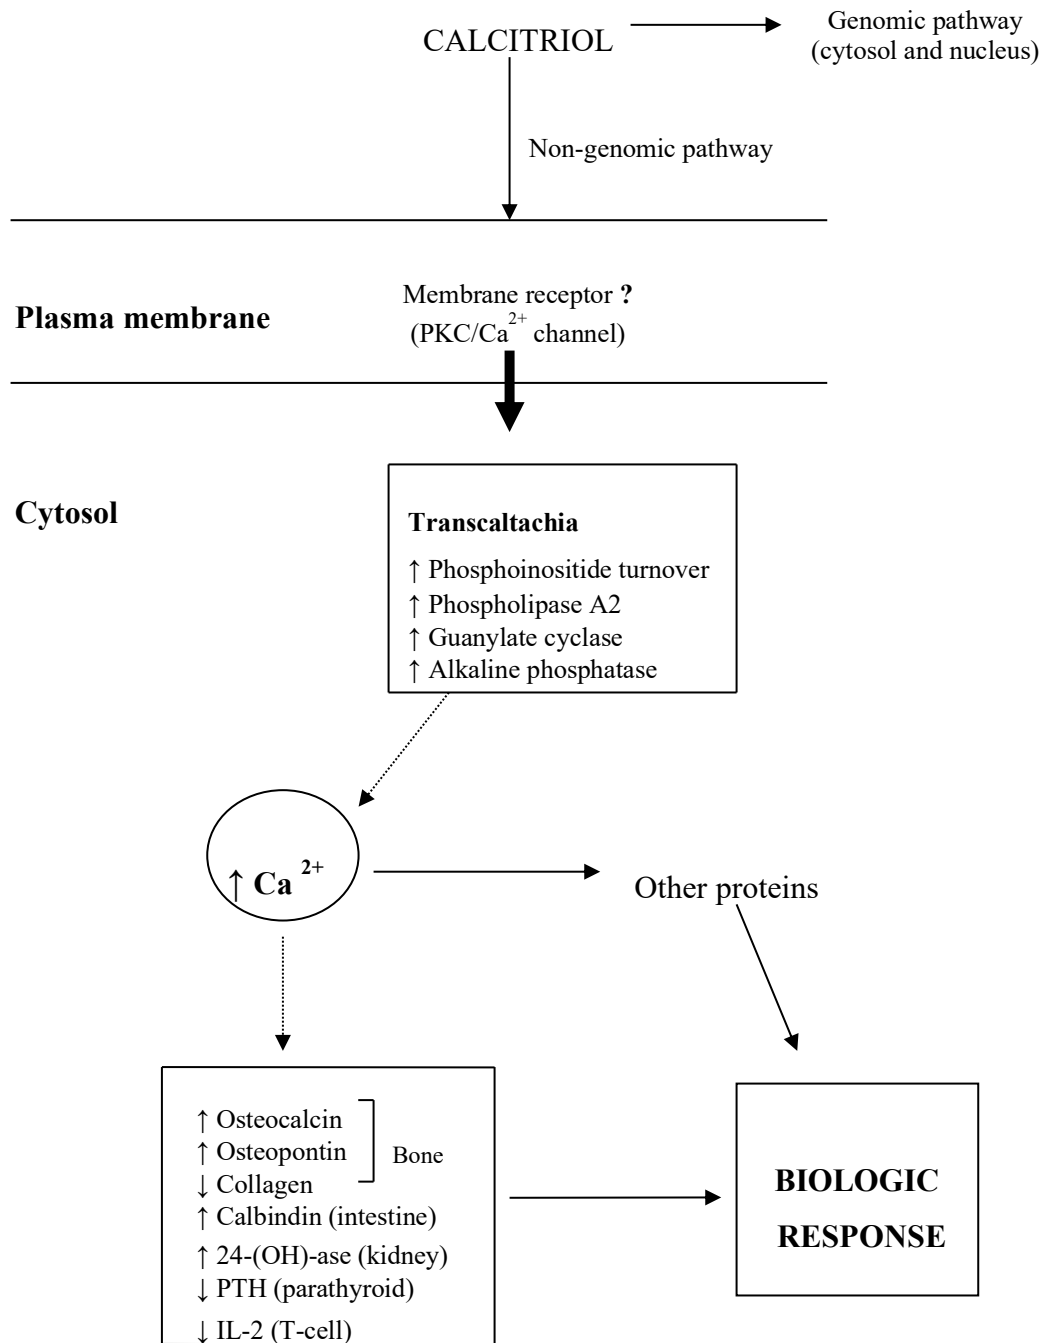 CALCITRIOL
Genomic pathway
(cytosol and nucleus)
Non-genomic pathway
Plasma membrane
Membrane receptor ?
(PKC/Ca²⁺ channel)
Cytosol
Transcaltachia
↑ Phosphoinositide turnover
↑ Phospholipase A2
↑ Guanylate cyclase
↑ Alkaline phosphatase
↑ Ca ²⁺
Other proteins
↑ Osteocalcin
↑ Osteopontin
Bone
↓ Collagen
↑ Calbindin (intestine)
↑ 24-(OH)-ase (kidney)
↓ PTH (parathyroid)
↓ IL-2 (T-cell)
BIOLOGIC
RESPONSE